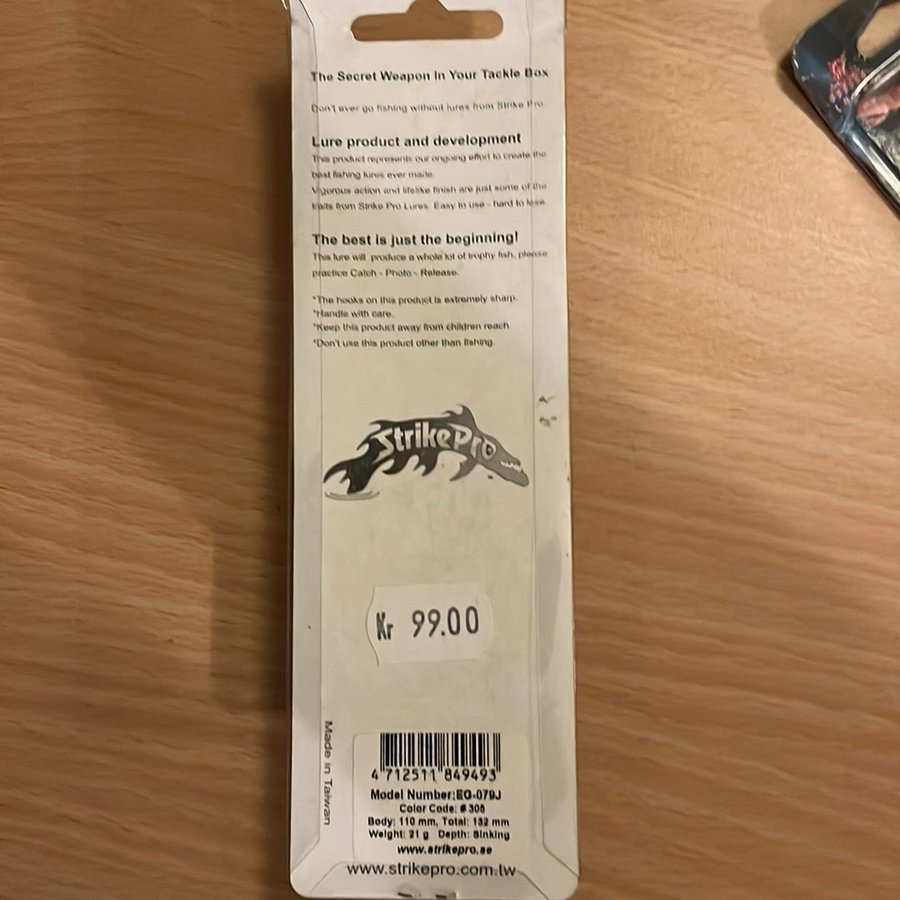 The Secret Weapon In Your Tackle Box
Don't ever go fishing without lures from Strike Pro.
Lure product and development
This product represents our ongoing effort to create the
best fishing lures ever made.
Vigorous action and lifelike finish are just some of the
traits from Strike Pro Lures. Easy to use - hard to lose.
The best is just the beginning!
This lure will produce a whole lot of trophy fish, please
practice Catch - Photo - Release.
*The hooks on this product is extremely sharp.
*Handle with care.
*Keep this product away from children reach
*Don't use this product other than fishing.
StrikePro
Kr 99.00
Made in Taiwan
4 712511 849493
Model Number:EG-079J
Color Code: # 305
Body: 110 mm, Total: 132 mm
Weight: 21 g Depth: Sinking
www.strikepro.se
www.strikepro.com.tw